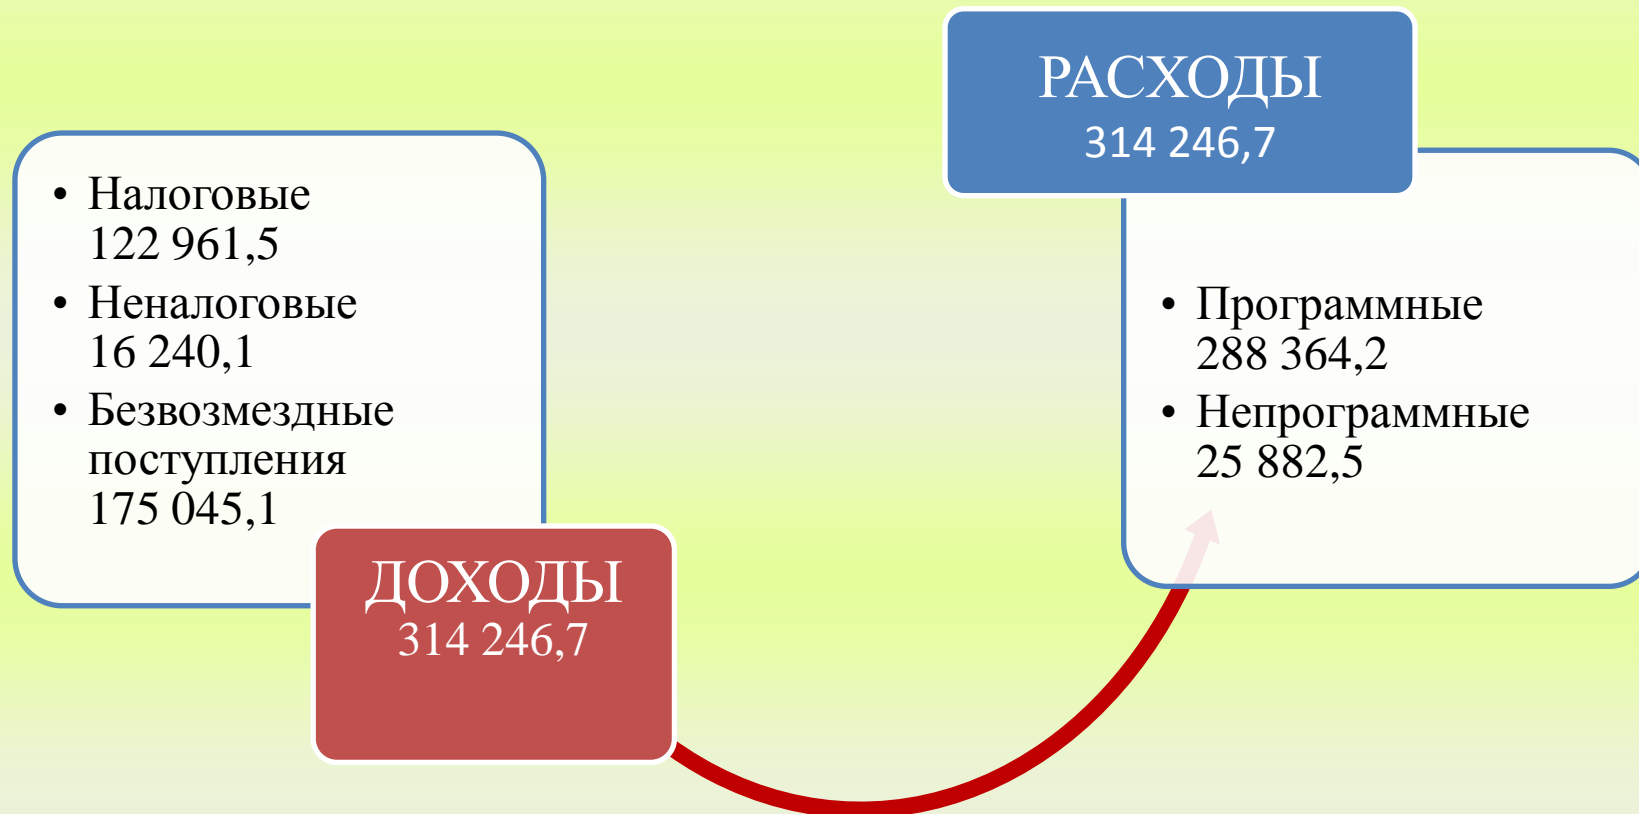 • Налоговые
122 961,5
• Неналоговые
16 240,1
• Безвозмездные
поступления
175 045,1
ДОХОДЫ
314 246,7
РАСХОДЫ
314 246,7
• Программные
288 364,2
• Непрограммные
25 882,5